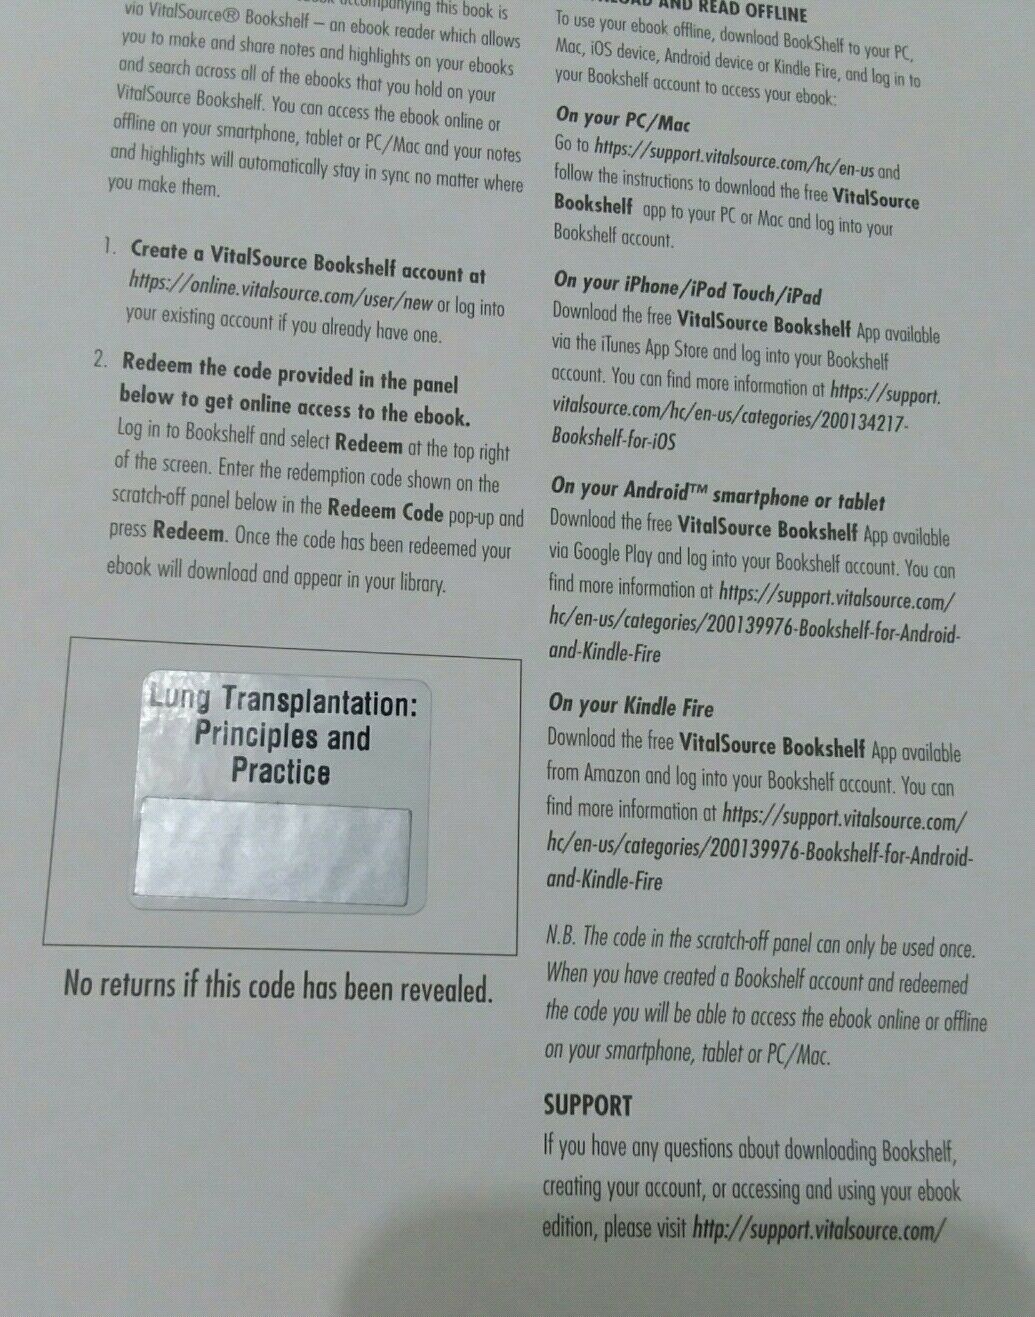 accompanying this book is
via VitalSource® Bookshelf – an ebook reader which allows
you to make and share notes and highlights on your ebooks
and search across all of the ebooks that you hold on your
VitalSource Bookshelf. You can access the ebook online or
offline on your smartphone, tablet or PC/Mac and your notes
and highlights will automatically stay in sync no matter where
you make them.
1. Create a VitalSource Bookshelf account at
https://online.vitalsource.com/user/new or log into
your existing account if you already have one.
2. Redeem the code provided in the panel
below to get online access to the ebook.
Log in to Bookshelf and select Redeem at the top right
of the screen. Enter the redemption code shown on the
scratch-off panel below in the Redeem Code pop-up and
press Redeem. Once the code has been redeemed your
ebook will download and appear in your library.
Lung Transplantation:
Principles and
Practice
No returns if this code has been revealed.
AND READ OFFLINE
To use your ebook offline, download BookShelf to your PC,
Mac, iOS device, Android device or Kindle Fire, and log in to
your Bookshelf account to access your ebook:
On your PC/Mac
Go to https://support.vitalsource.com/hc/en-us and
follow the instructions to download the free VitalSource
Bookshelf app to your PC or Mac and log into your
Bookshelf account.
On your iPhone/iPod Touch/iPad
Download the free VitalSource Bookshelf App available
via the iTunes App Store and log into your Bookshelf
account. You can find more information at https://support.
vitalsource.com/hc/en-us/categories/200134217-
Bookshelf-for-iOS
On your Android™ smartphone or tablet
Download the free VitalSource Bookshelf App available
via Google Play and log into your Bookshelf account. You can
find more information at https://support.vitalsource.com/
hc/en-us/categories/200139976-Bookshelf-for-Android-
and-Kindle-Fire
On your Kindle Fire
Download the free VitalSource Bookshelf App available
from Amazon and log into your Bookshelf account. You can
find more information at https://support.vitalsource.com/
hc/en-us/categories/200139976-Bookshelf-for-Android-
and-Kindle-Fire
N.B. The code in the scratch-off panel can only be used once.
When you have created a Bookshelf account and redeemed
the code you will be able to access the ebook online or offline
on your smartphone, tablet or PC/Mac.
SUPPORT
If you have any questions about downloading Bookshelf,
creating your account, or accessing and using your ebook
edition, please visit http://support.vitalsource.com/